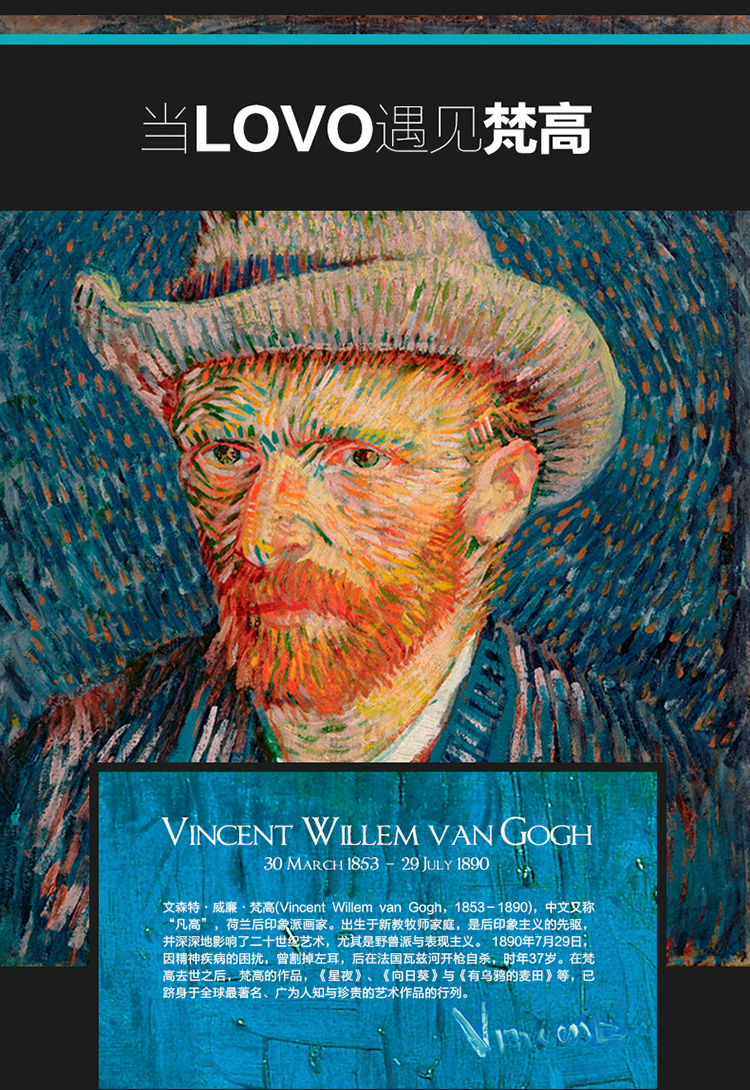 当LOVO遇见梵高
VINCENT WILLEM VAN GOGH
30 MARCH 1853 – 29 JULY 1890
文森特·威廉·梵高(Vincent Willem van Gogh，1853－1890)，中文又称
“凡高”，荷兰后印象派画家。出生于新教牧师家庭，是后印象主义的先驱，
并深深地影响了二十世纪艺术，尤其是野兽派与表现主义。 1890年7月29日，
因精神疾病的困扰，曾割掉左耳，后在法国瓦兹河开枪自杀，时年37岁。在梵
高去世之后，梵高的作品，《星夜》、《向日葵》与《有乌鸦的麦田》等，已
跻身于全球最著名、广为人知与珍贵的艺术作品的行列。
Vincent